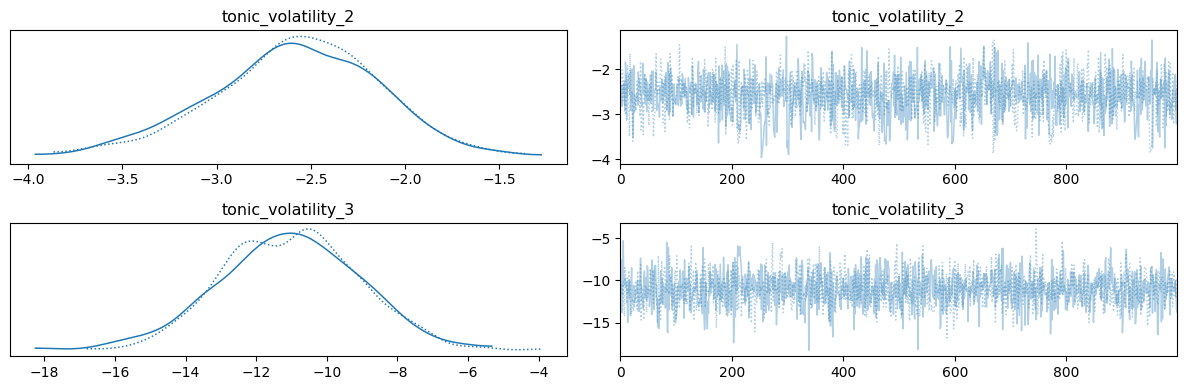 tonic_volatility_2
tonic_volatility_2
−2
−3
−4
−4.0 −3.5 −3.0 −2.5 −2.0 −1.5
0 200 400 600 800
tonic_volatility_3
tonic_volatility_3
−5
−10
−15
−18 −16 −14 −12 −10 −8 −6 −4
0 200 400 600 800